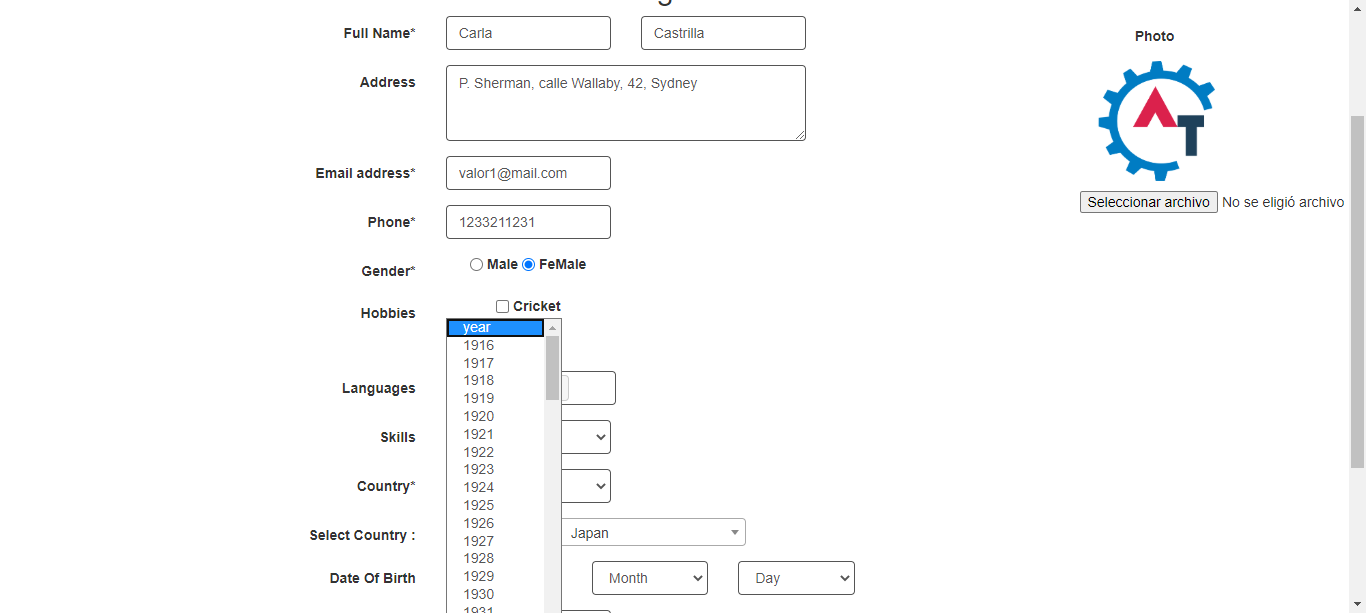 Full Name* Carla Castrilla
Photo
Address P. Sherman, calle Wallaby, 42, Sydney
AT
Email address* valor1@mail.com
Seleccionar archivo No se eligió archivo
Phone* 1233211231
Gender* Male FeMale
Hobbies Cricket
year
1916
1917
1918
1919
1920
1921
1922
1923
1924
1925
1926
1927
1928
1929
1930
1931
Languages
Skills
Country*
Select Country : Japan
Date Of Birth Month Day